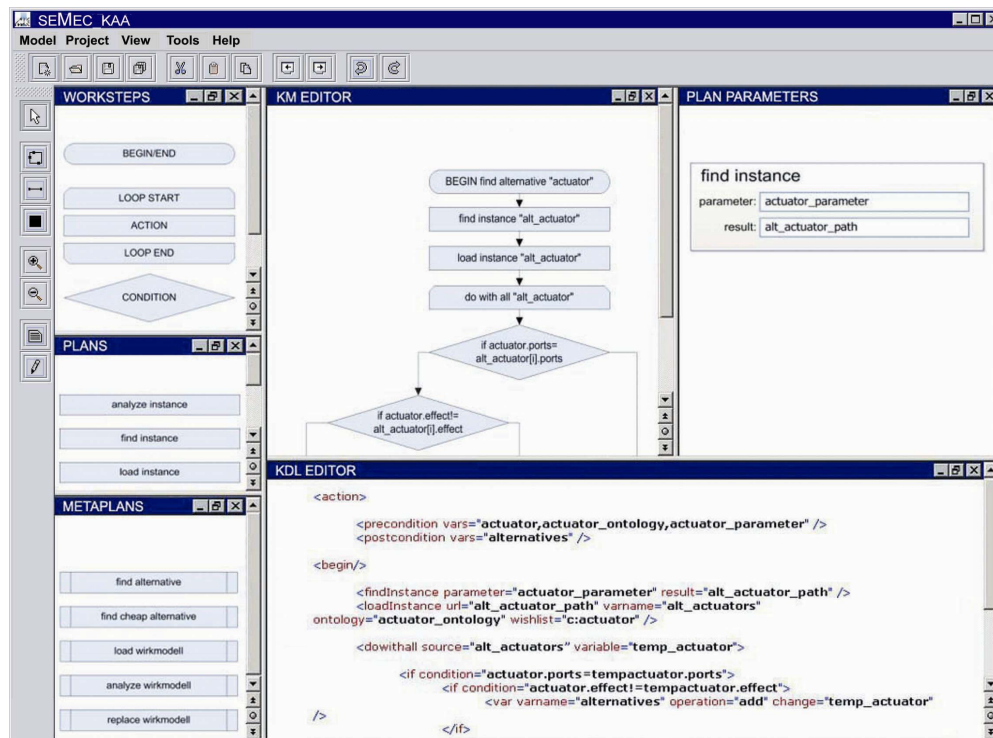 SEMEC_KAA
Model Project View Tools Help
WORKSTEPS
BEGIN/END
LOOP START
ACTION
LOOP END
CONDITION
PLANS
analyze instance
find instance
load instance
METAPLANS
find alternative
find cheap alternative
load wirkmodell
analyze wirkmodell
replace wirkmodell
KM EDITOR
BEGIN find alternative "actuator"
find instance "alt_actuator"
load instance "alt_actuator"
do with all "alt_actuator"
if actuator.ports=
alt_actuator[i].ports
if actuator.effect!=
alt_actuator[i].effect
PLAN PARAMETERS
find instance
parameter: actuator_parameter
result: alt_actuator_path
KDL EDITOR
<action>
<precondition vars="actuator,actuator_ontology,actuator_parameter" />
<postcondition vars="alternatives" />
<begin/>
<findInstance parameter="actuator_parameter" result="alt_actuator_path" />
<loadInstance url="alt_actuator_path" varname="alt_actuators"
ontology="actuator_ontology" wishlist="c:actuator" />
<dowithall source="alt_actuators" variable="temp_actuator">
<if condition="actuator.ports=tempactuator.ports">
<if condition="actuator.effect!=tempactuator.effect">
<var varname="alternatives" operation="add" change="temp_actuator"
/>
</if>